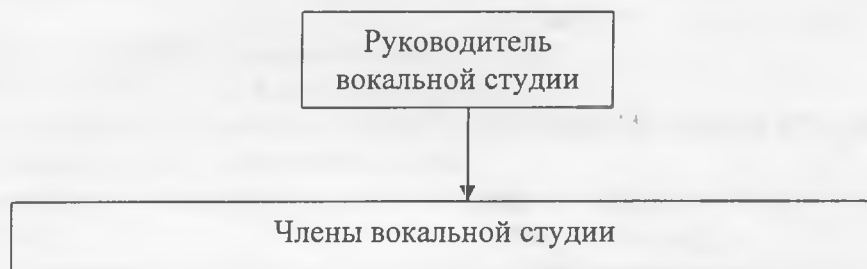 Руководитель
вокальной студии
Члены вокальной студии